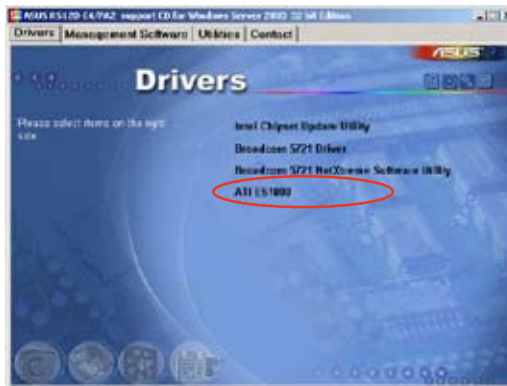 ASUS RS120-E4/PA2 support CD for Windows Server 2003 32 bit Edition
Drivers Management Software Utilities Contact
ASUS
Drivers
Please select items on the right side.
Intel Chipset Update Utility
Broadcom 5721 Driver
Broadcom 5721 NetXtreme Software Utility
ATI ES1000